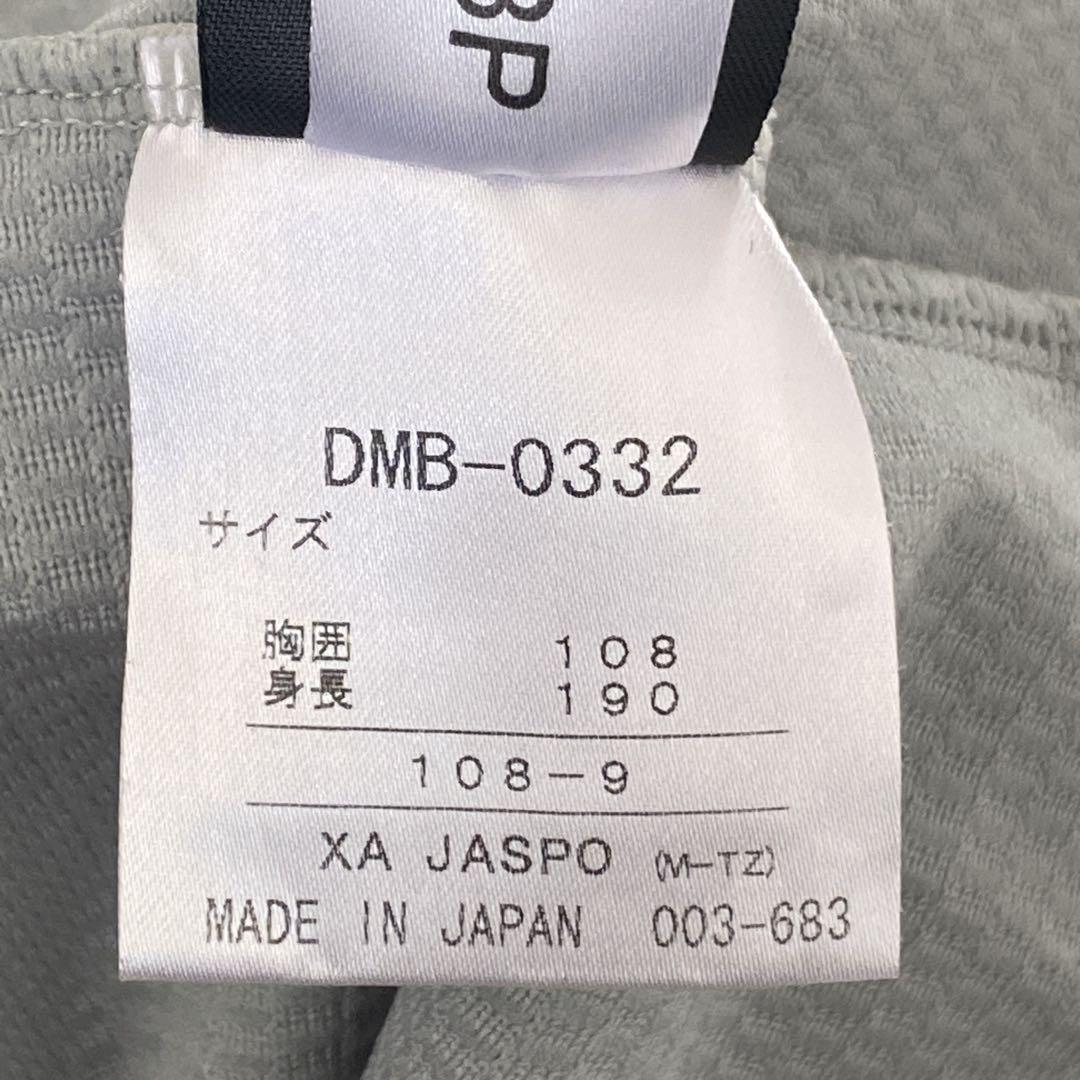 3P
DMB-0332
サイズ
胸囲 108
身長 190
108-9
XA JASPO (M-TZ)
MADE IN JAPAN 003-683